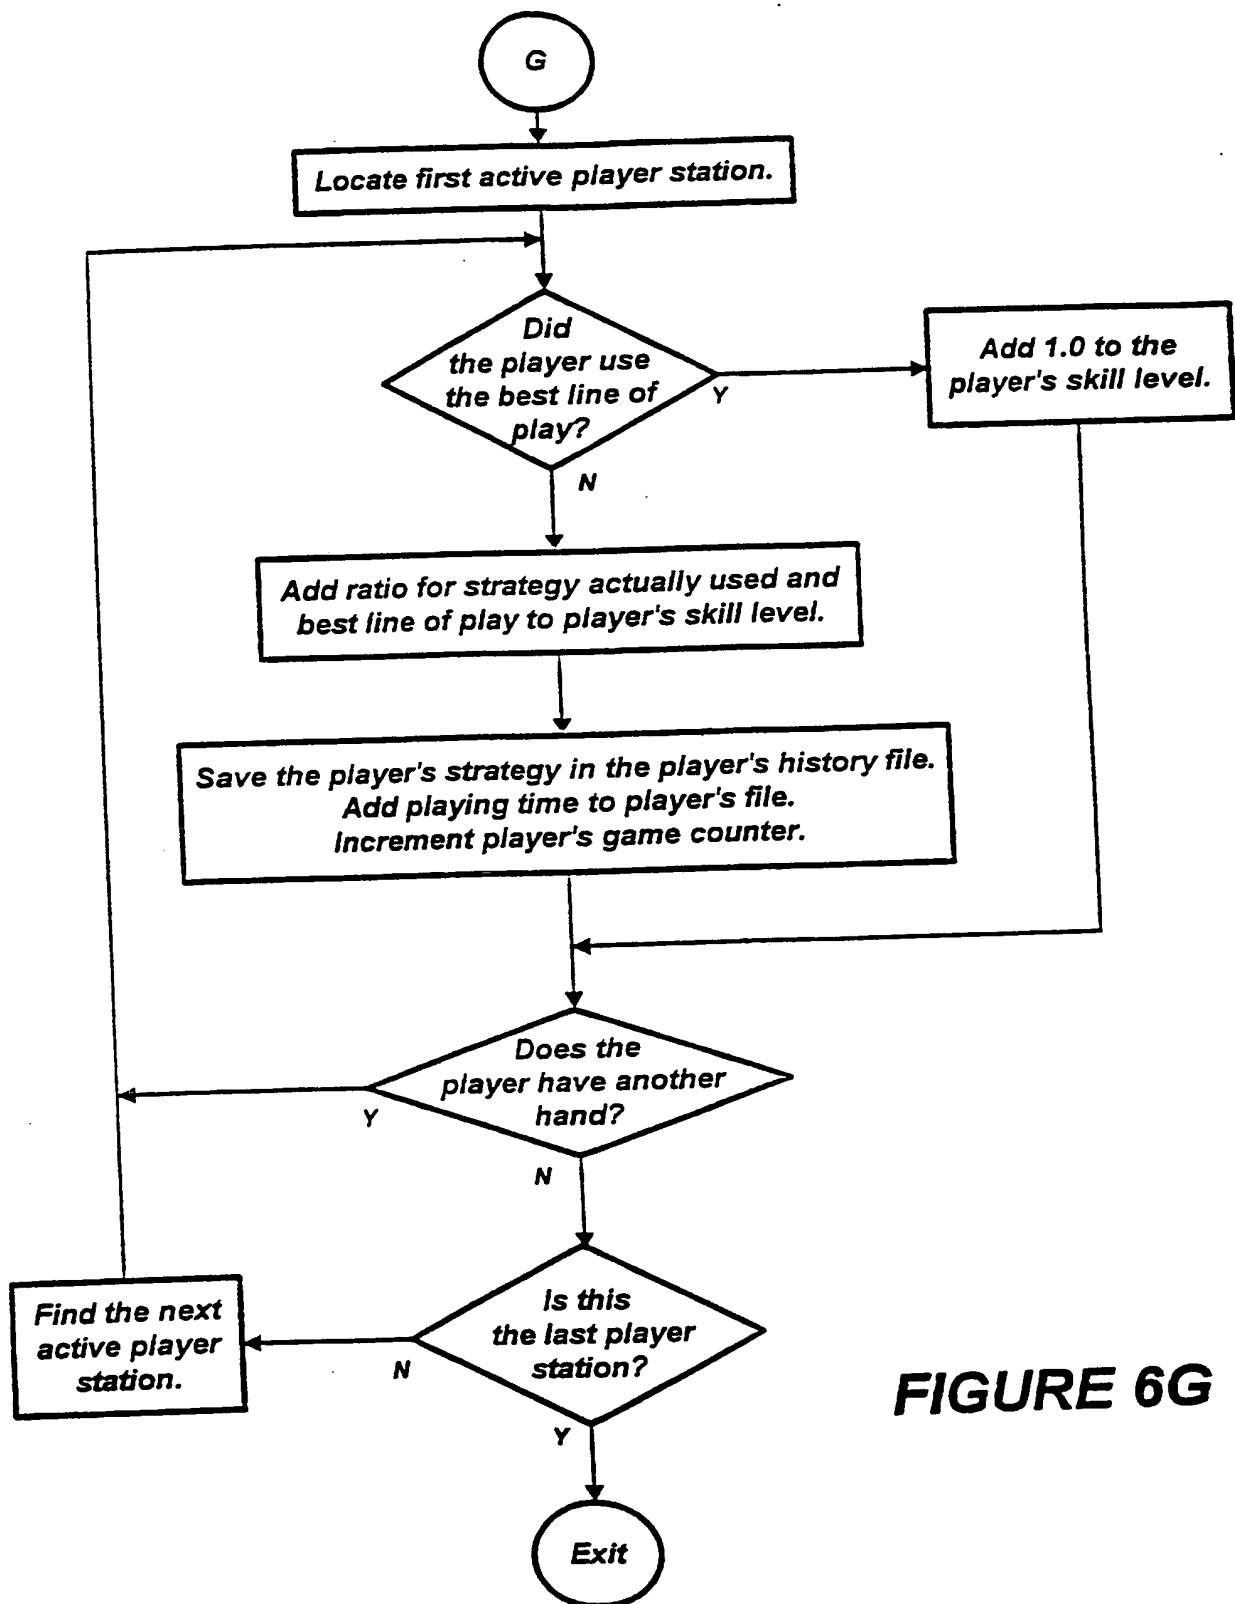 G
Locate first active player station.
Did
the player use
the best line of
play?
Y
Add 1.0 to the
player's skill level.
N
Add ratio for strategy actually used and
best line of play to player's skill level.
Save the player's strategy in the player's history file.
Add playing time to player's file.
Increment player's game counter.
Does the
player have another
hand?
Y
N
Is this
the last player
station?
N
Find the next
active player
station.
Y
Exit
FIGURE 6G